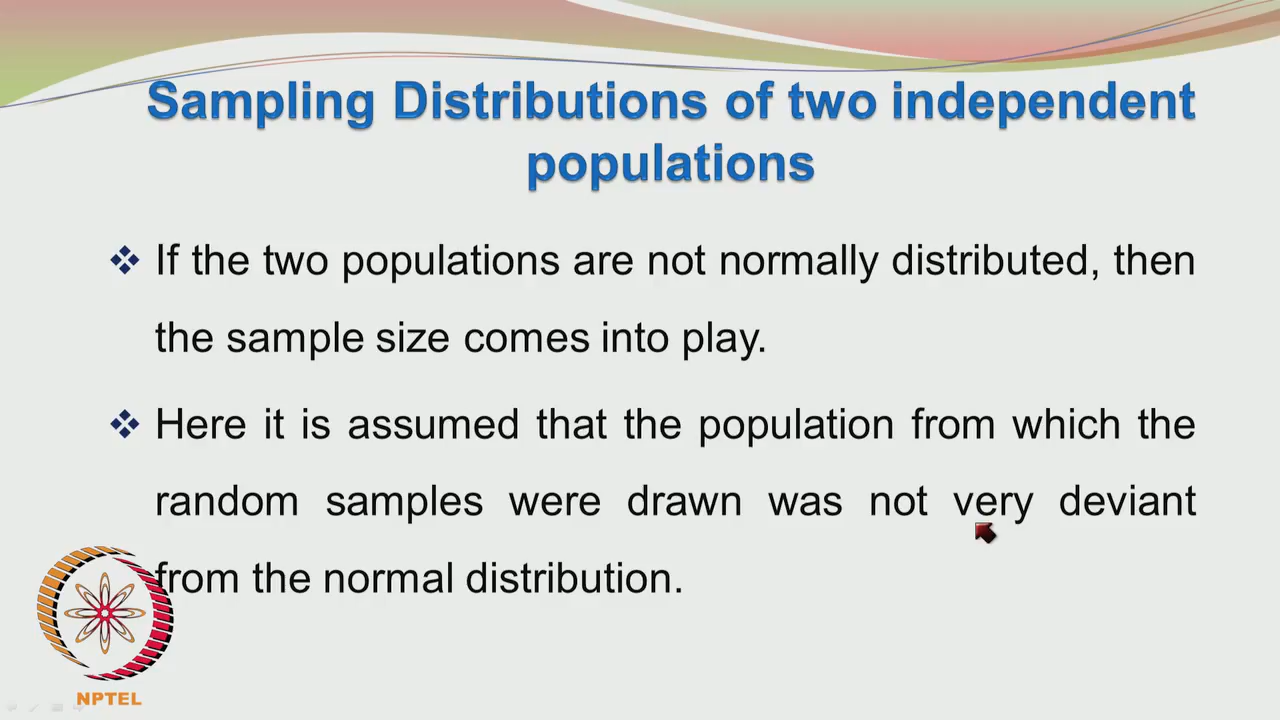 Sampling Distributions of two independent
populations
If the two populations are not normally distributed, then
the sample size comes into play.
Here it is assumed that the population from which the
random samples were drawn was not very deviant
from the normal distribution.
NPTEL